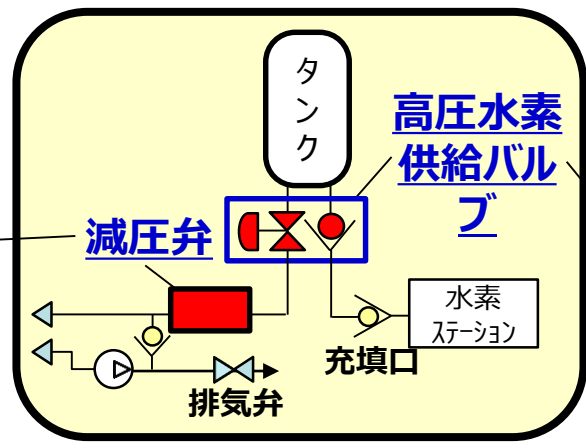 タンク
高圧水素
供給バル
ブ
減圧弁
水素
ステーション
充填口
排気弁